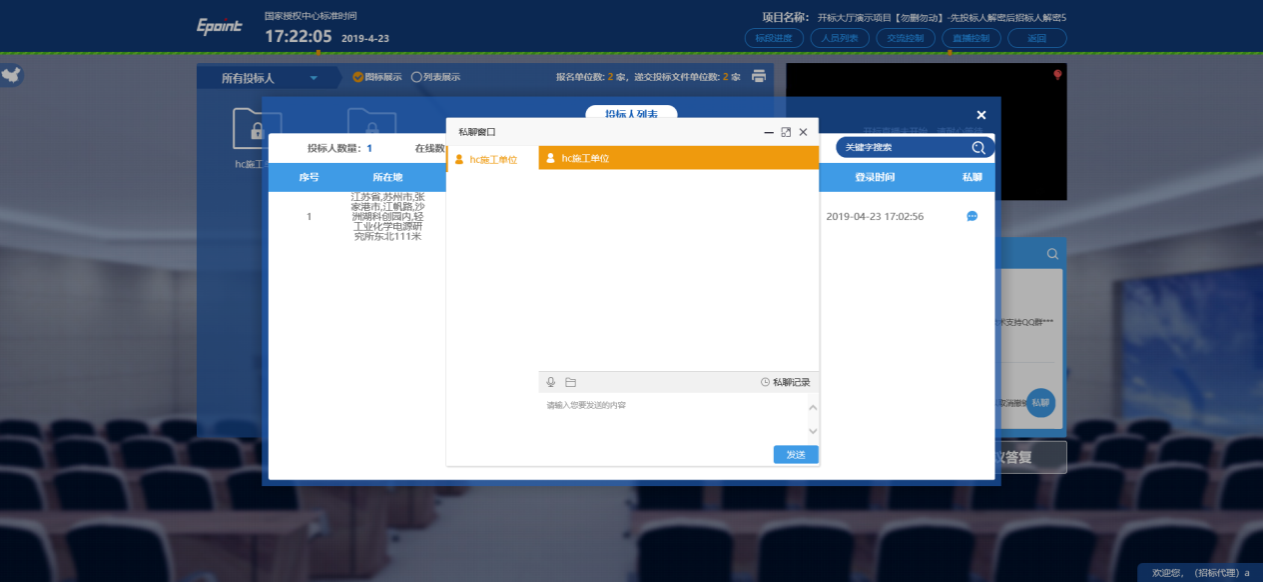 Epoint
国家授权中心标准时间
17:22:05 2019-4-23
项目名称： 开标大厅演示项目【勿删勿动】-先投标人解密后招标人解密5
标段进度 人员列表 交流控制 直播控制 返回
所有投标人
图标展示 列表展示
报名单位数: 2 家，递交投标文件单位数: 2 家
投标人列表
hc施工
投标人数量：1
在线数
关键字搜索
序号 所在地 登录时间 私聊
1
江苏省,苏州市,张
家港市,江帆路,沙
洲湖科创园内,轻
工业化学电源研
究所东北111米
2019-04-23 17:02:56
私聊窗口
hc施工单位
hc施工单位
私聊记录
请输入您要发送的内容
发送
术支持QQ群***
私聊
议答复
欢迎您，（招标代理）a